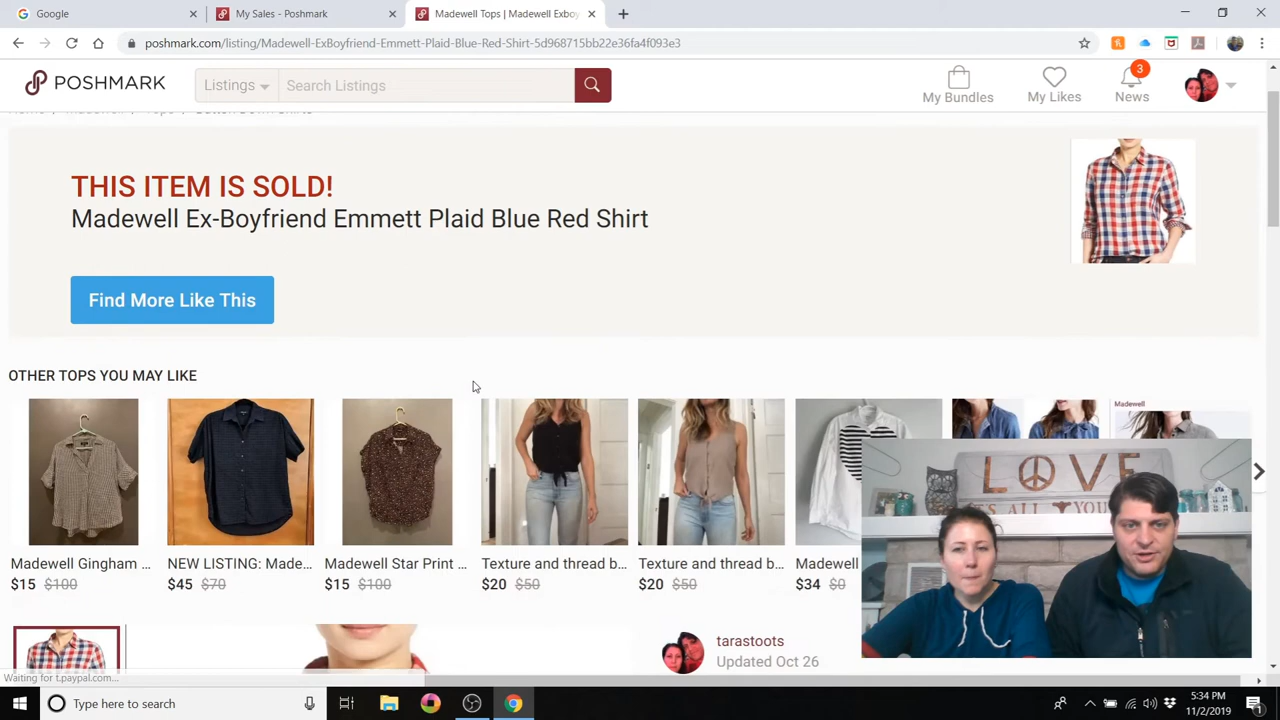 Google
My Sales - Poshmark
Madewell Tops | Madewell Exboy
poshmark.com/listing/Madewell-ExBoyfriend-Emmett-Plaid-Blue-Red-Shirt-5d968715bb22e36fa4f093e3
POSHMARK
Listings
Search Listings
My Bundles
My Likes
3
News
THIS ITEM IS SOLD!
Madewell Ex-Boyfriend Emmett Plaid Blue Red Shirt
Find More Like This
OTHER TOPS YOU MAY LIKE
Madewell
LOVE
Madewell Gingham ...
$15 $100
NEW LISTING: Made...
$45 $70
Madewell Star Print ...
$15 $100
Texture and thread b...
$20 $50
Texture and thread b...
$20 $50
Madewell
$34 $0
tarastoots
Updated Oct 26
Waiting for t.paypal.com...
Type here to search
5:34 PM
11/2/2019
1